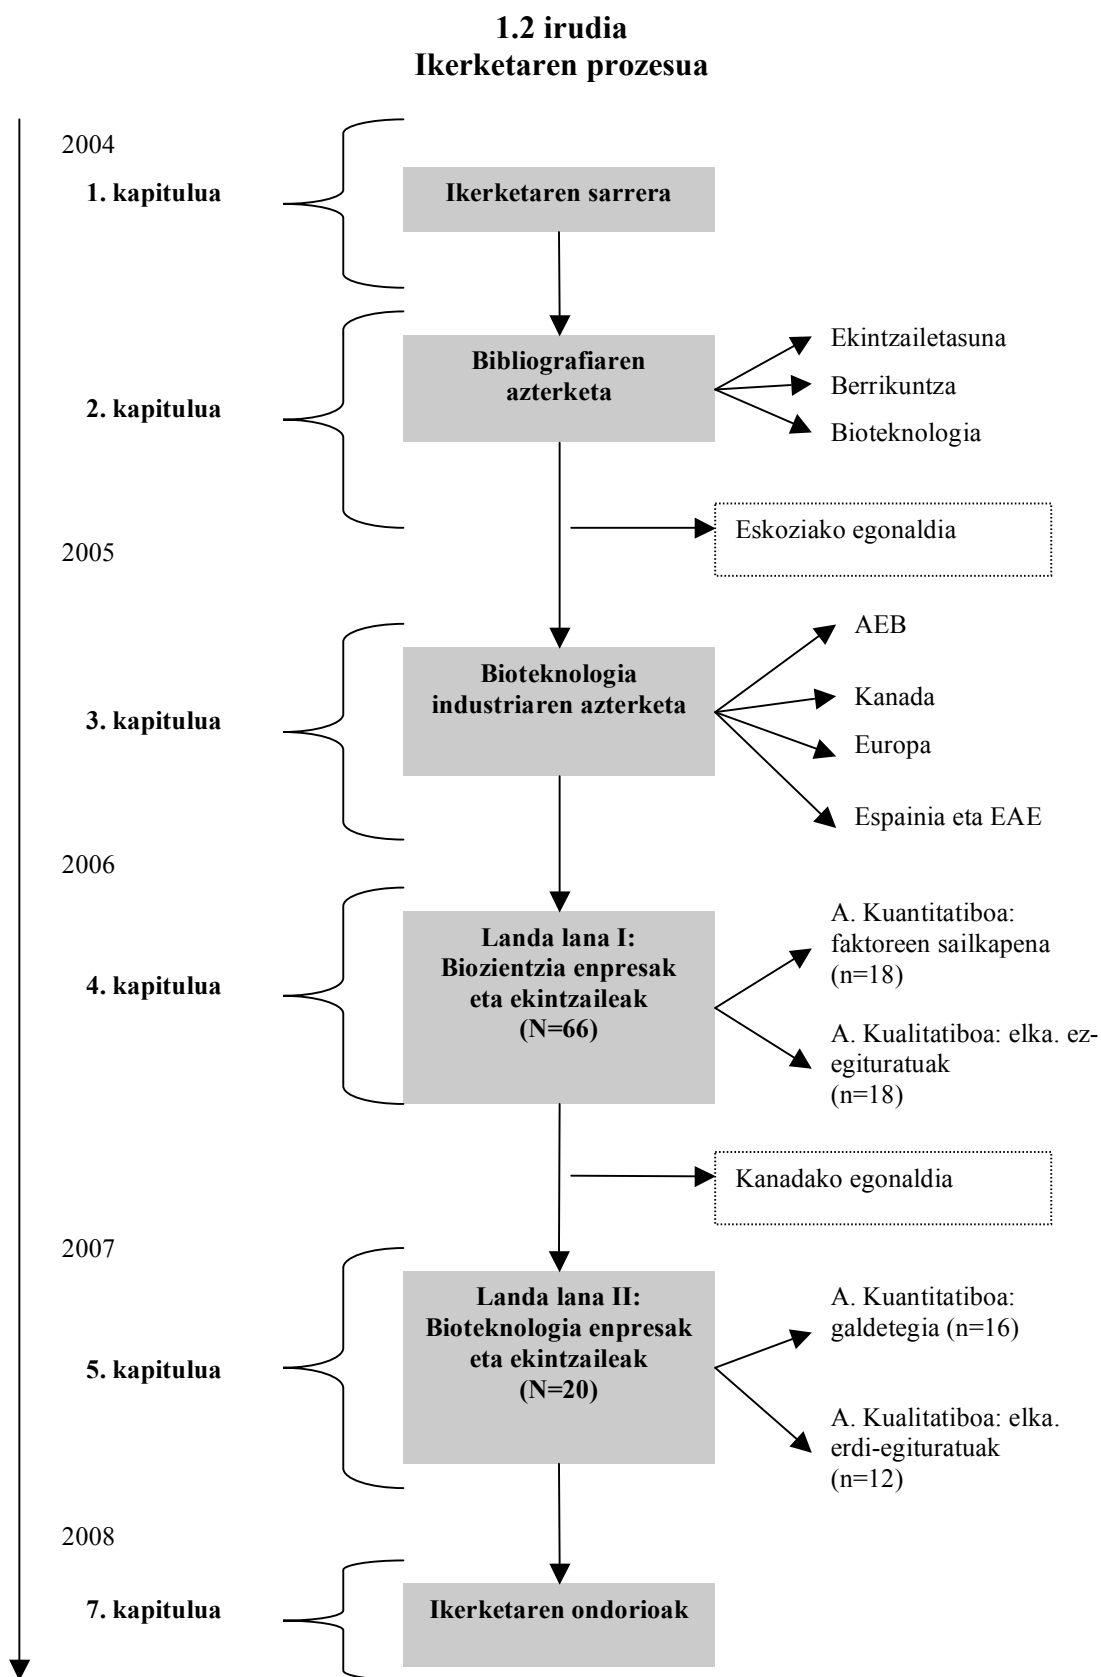 1.2 irudia
Ikerketaren prozesua
2004
1. kapitulua
Ikerketaren sarrera
2. kapitulua
Bibliografiaren
azterketa
Ekintzailetasuna
Berrikuntza
Bioteknologia
Eskoziako egonaldia
2005
3. kapitulua
Bioteknologia
industriaren azterketa
AEB
Kanada
Europa
Espainia eta EAE
2006
4. kapitulua
Landa lana I:
Biozientzia enpresak
eta ekintzaileak
(N=66)
A. Kuantitatiboa:
faktoreen sailkapena
(n=18)
A. Kualitatiboa: elka. ez-
egituratuak
(n=18)
Kanadako egonaldia
2007
5. kapitulua
Landa lana II:
Bioteknologia enpresak
eta ekintzaileak
(N=20)
A. Kuantitatiboa:
galdetegia (n=16)
A. Kualitatiboa: elka.
erdi-egituratuak
(n=12)
2008
7. kapitulua
Ikerketaren ondorioak